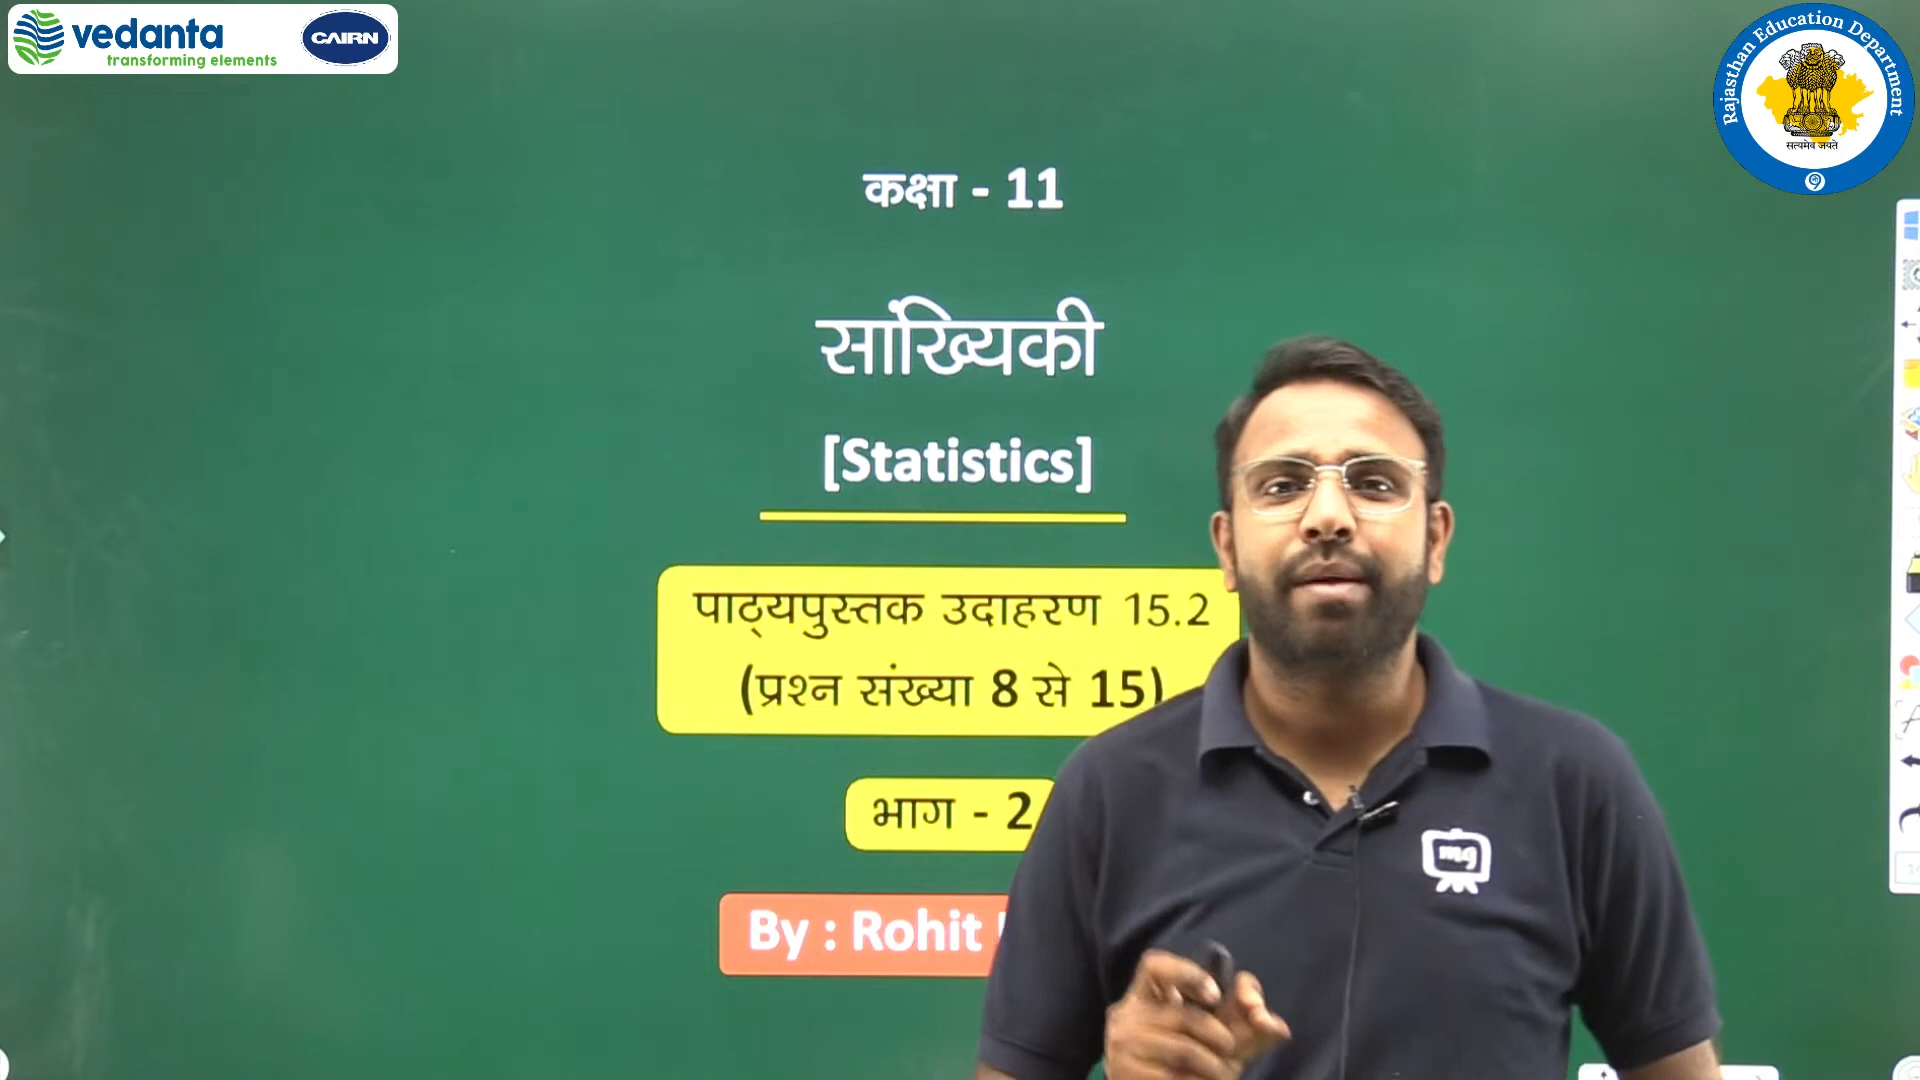 vedanta
transforming elements
CAIRN
Rajasthan Education Department
सत्यमेव जयते
कक्षा - 11
सांख्यिकी
[Statistics]
पाठ्यपुस्तक उदाहरण 15.2
(प्रश्न संख्या 8 से 15)
भाग - 2
By : Rohit
mg